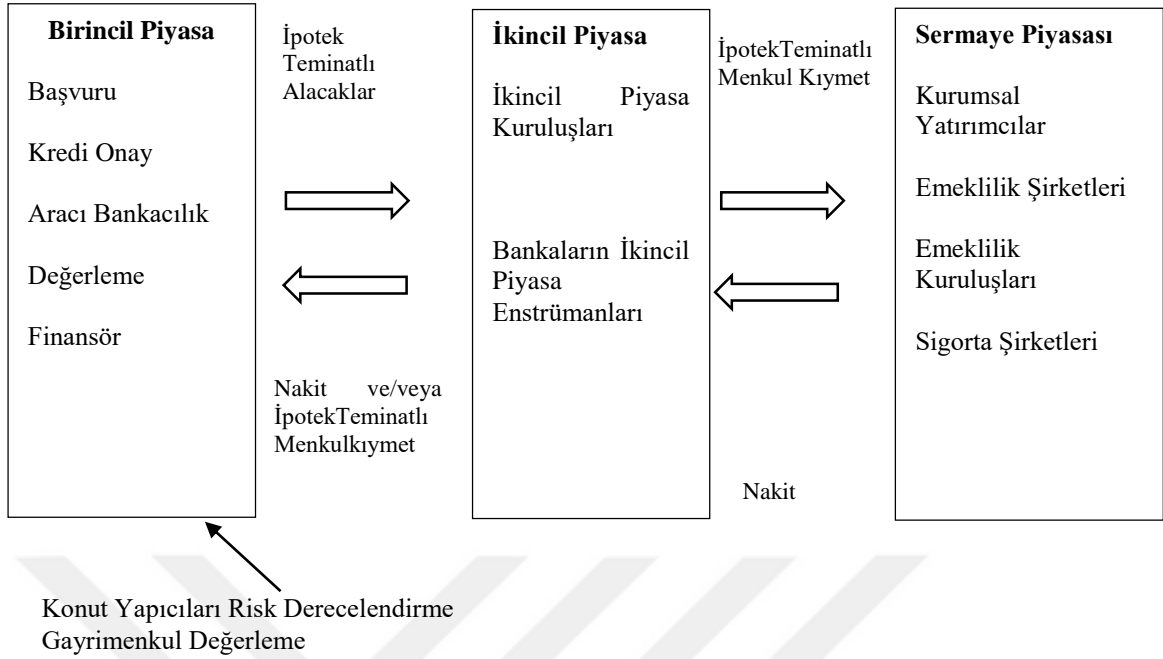 Birincil Piyasa
Başvuru
Kredi Onay
Aracı Bankacılık
Değerleme
Finansör
İpotek
Teminatlı
Alacaklar
Nakit ve/veya
İpotekTeminatlı
Menkulkıymet
İkincil Piyasa
İkincil Piyasa
Kuruluşları
Bankaların İkincil
Piyasa
Enstrümanları
İpotekTeminatlı
Menkul Kıymet
Nakit
Sermaye Piyasası
Kurumsal
Yatırımcılar
Emeklilik Şirketleri
Emeklilik
Kuruluşları
Sigorta Şirketleri
Konut Yapıcıları Risk Derecelendirme
Gayrimenkul Değerleme